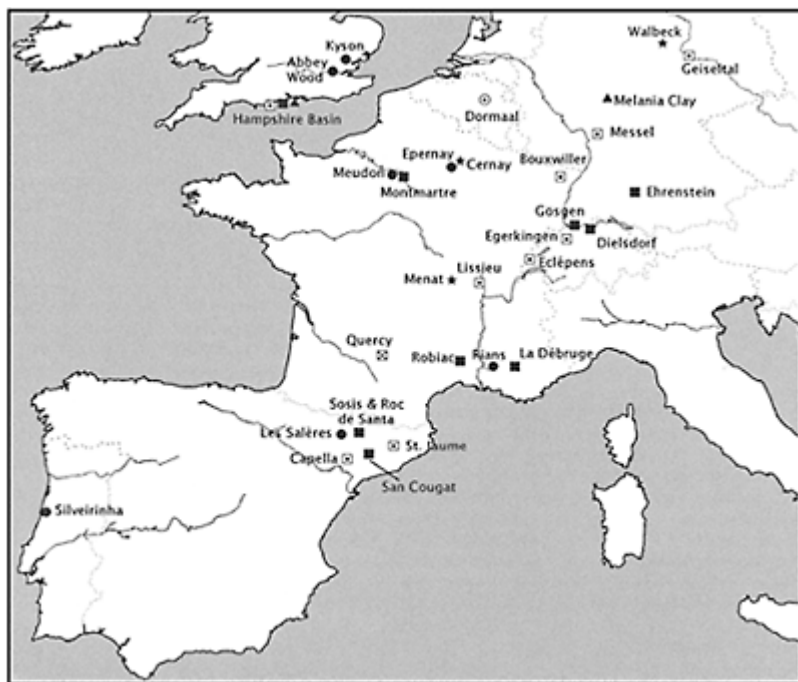 Walbeck
Kyson
Abbey
Wood
Geiseltal
Melania Clay
Hampshire Basin
Dormaal
Messel
Epernay
Cernay
Bouxwiller
Meudon
Montmartre
Ehrenstein
Gosgen
Egerkingen
Dielsdorf
Eclépens
Lissieu
Menat
Quercy
Robiac
Rians
La Débruge
Sosis & Roc
de Santa
Les Salères
St. Jaume
Capella
San Cougat
Silveirinha